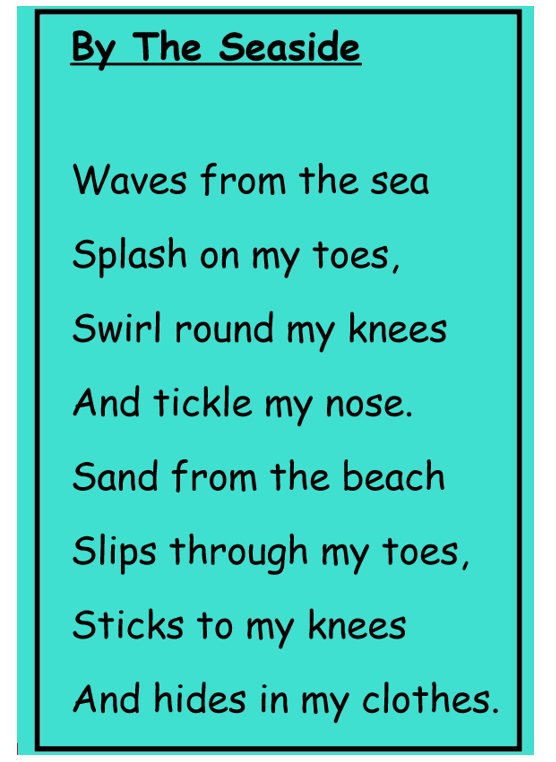 By The Seaside
Waves from the sea
Splash on my toes,
Swirl round my knees
And tickle my nose.
Sand from the beach
Slips through my toes,
Sticks to my knees
And hides in my clothes.